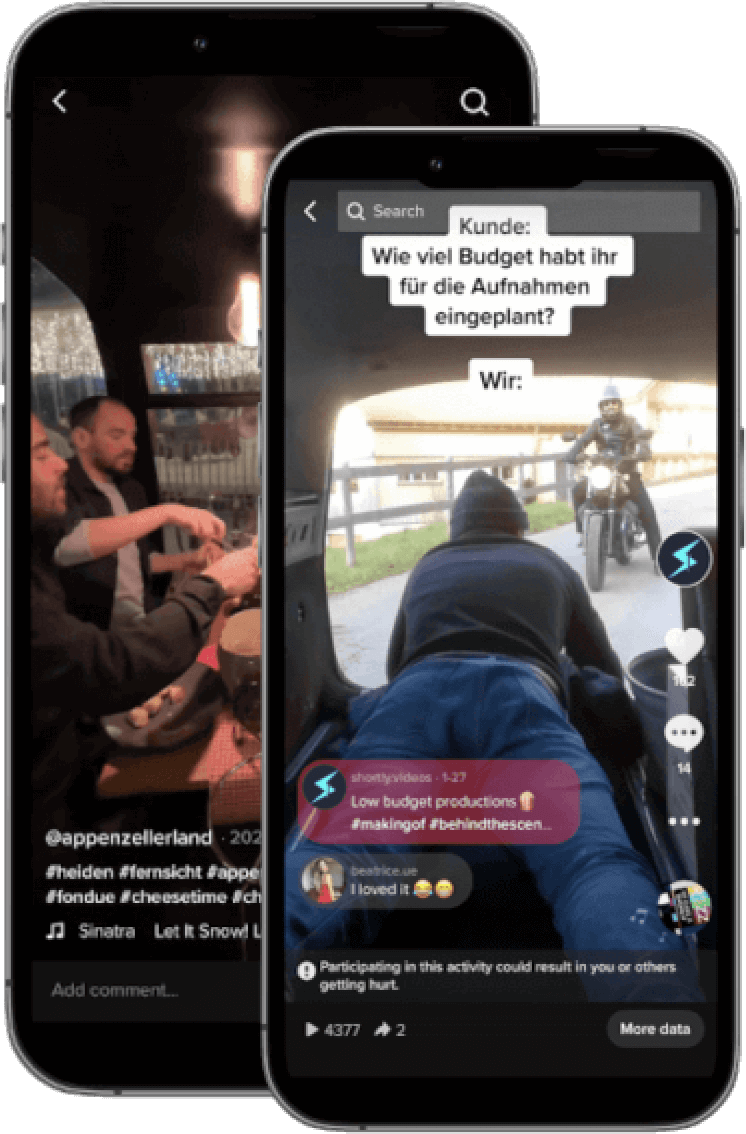 @appenzellerland · 202
#heiden #fernsicht #appe
#fondue #cheesetime #ch
Sinatra Let It Snow! L
Add comment...
Search
Kunde:
Wie viel Budget habt ihr
für die Aufnahmen
eingeplant?
Wir:
182
14
shortly.videos · 1-27
Low budget productions🍿
#makingof #behindthescen...
beatrice.ue
I loved it 😂😁
Participating in this activity could result in you or others
getting hurt.
4377 2
More data